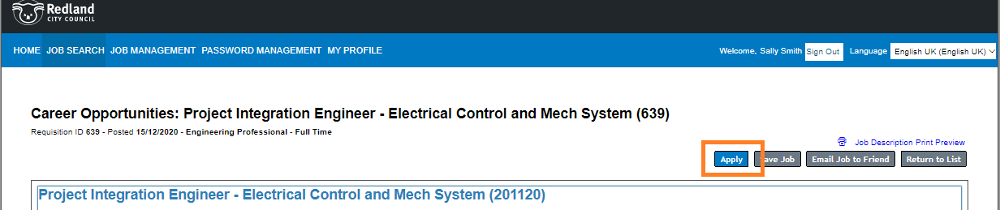 Redland
CITY COUNCIL
HOME JOB SEARCH JOB MANAGEMENT PASSWORD MANAGEMENT MY PROFILE Welcome, Sally Smith Sign Out Language English UK (English UK)
Career Opportunities: Project Integration Engineer - Electrical Control and Mech System (639)
Requisition ID 639 - Posted 15/12/2020 - Engineering Professional - Full Time
Job Description Print Preview
Apply Save Job Email Job to Friend Return to List
Project Integration Engineer - Electrical Control and Mech System (201120)